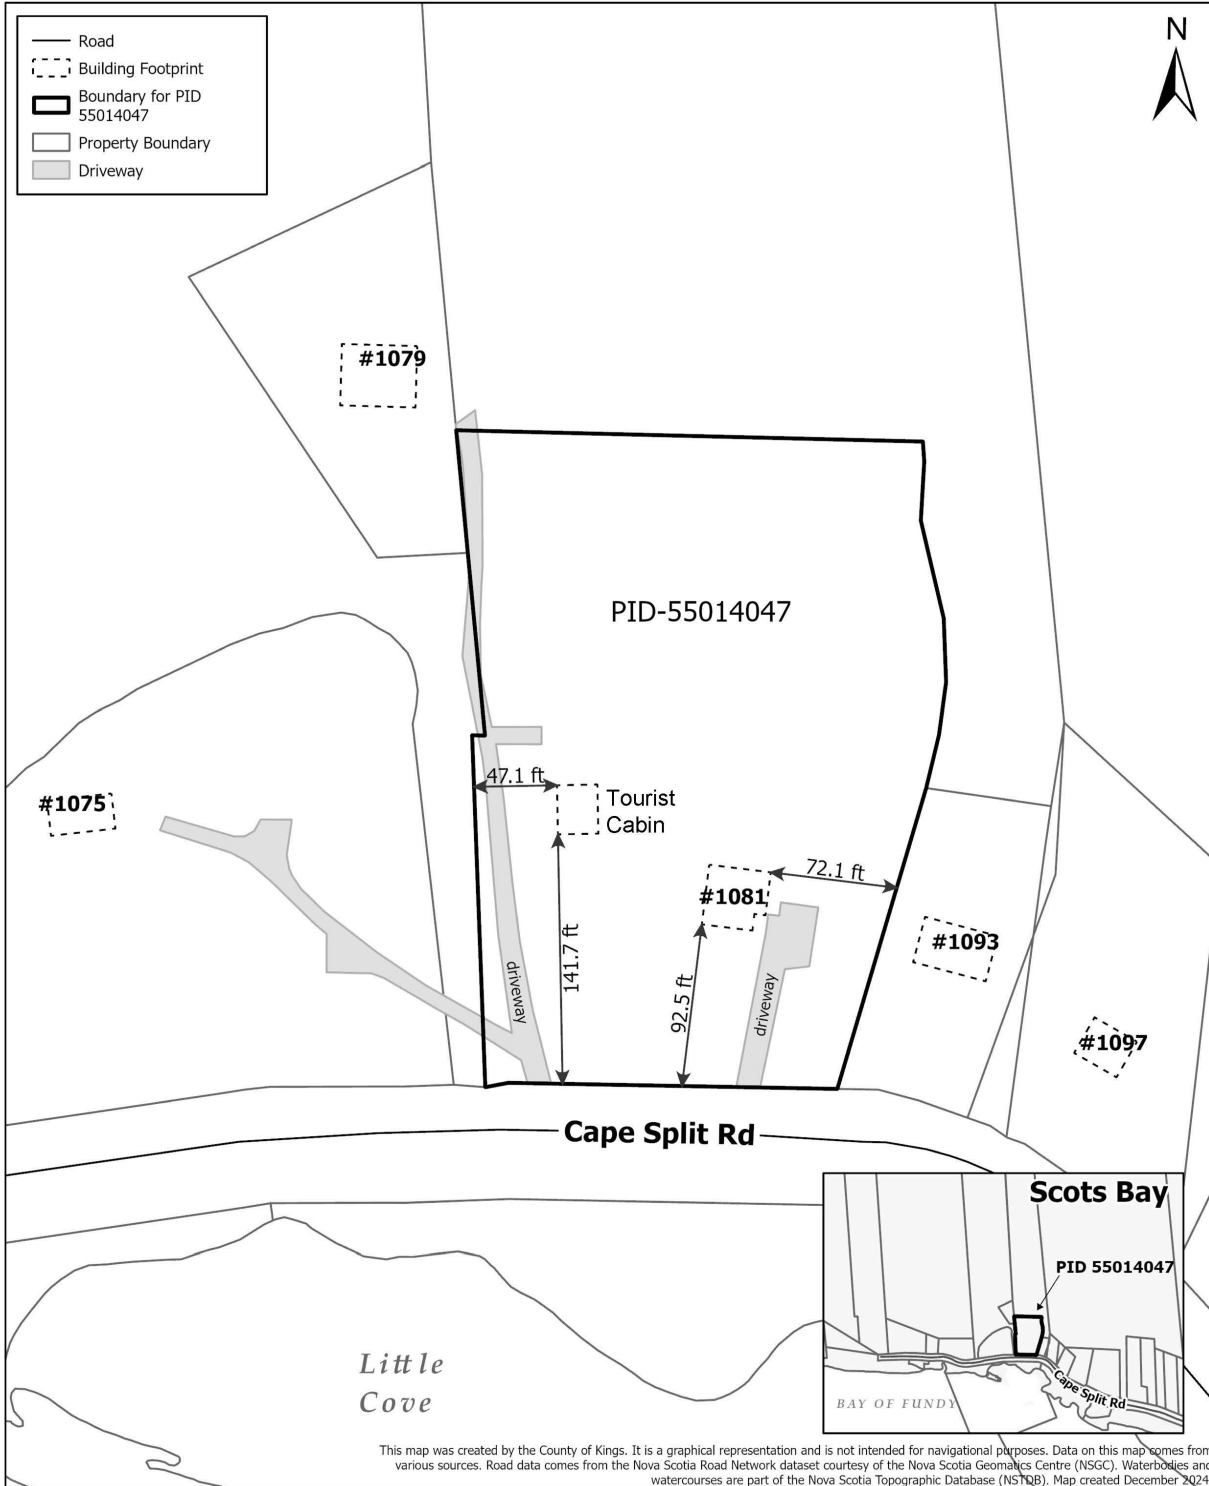 Road
Building Footprint
Boundary for PID
55014047
Property Boundary
Driveway
N
#1079
PID-55014047
47.1 ft
Tourist
Cabin
#1075
72.1 ft
#1081
#1093
141.7 ft
driveway
92.5 ft
driveway
#1097
Cape Split Rd
Scots Bay
PID 55014047
Cape Split Rd
BAY OF FUNDY
Little
Cove
This map was created by the County of Kings. It is a graphical representation and is not intended for navigational purposes. Data on this map comes from
various sources. Road data comes from the Nova Scotia Road Network dataset courtesy of the Nova Scotia Geomatics Centre (NSGC). Waterbodies and
watercourses are part of the Nova Scotia Topographic Database (NSTDB). Map created December 2024